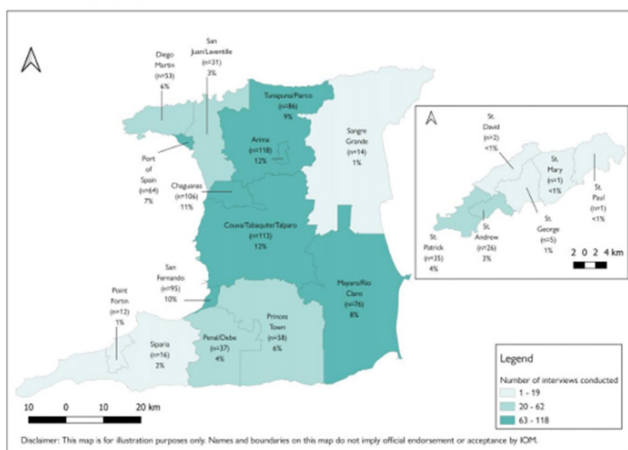 San
Juan/Laventille
(n=31)
3%
Diego
Martin
(n=53)
6%
Tunapuna/Piarco
(n=86)
9%
Arima
(n=118)
12%
Sangre
Grande
(n=14)
1%
Port
of
Spain
(n=64)
7%
Chaguanas
(n=106)
11%
Couva/Tabaquite/Talparo
(n=113)
12%
San
Fernando
(n=95)
10%
Mayaro/Rio
Claro
(n=76)
8%
Point
Fortin
(n=12)
1%
Siparia
(n=16)
2%
Penal/Debe
(n=37)
4%
Princes
Town
(n=58)
6%
St.
David
(n=2)
<1%
St.
Mary
(n=1)
<1%
St.
Paul
(n=1)
<1%
St.
George
(n=5)
1%
St.
Andrew
(n=26)
3%
St.
Patrick
(n=35)
4%
2 0 2 4 km
Legend
Number of interviews conducted
1 - 19
20 - 62
63 - 118
10 0 10 20 km
Disclaimer: This map is for illustration purposes only. Names and boundaries on this map do not imply official endorsement or acceptance by IOM.